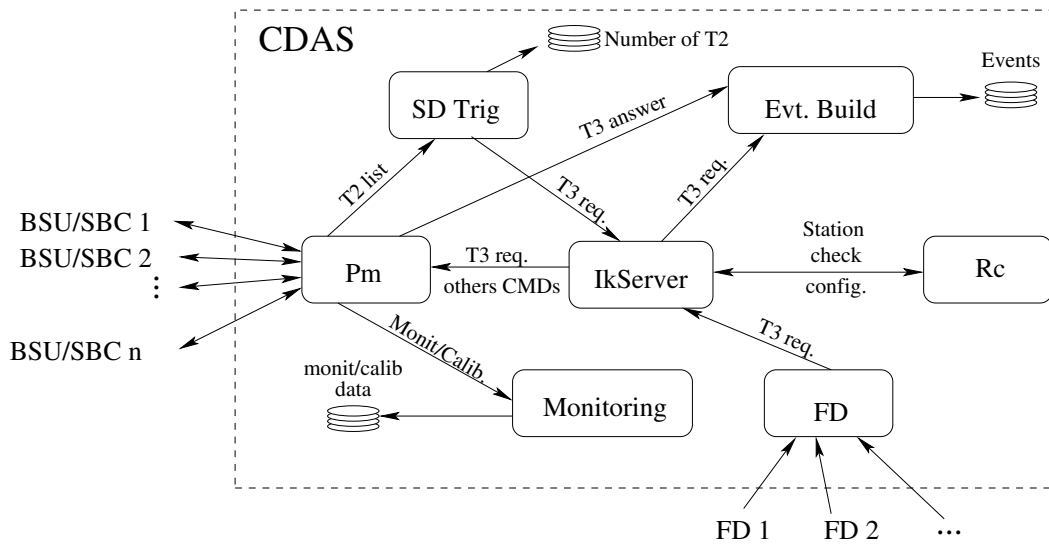 CDAS
Number of T2
Events
SD Trig
Evt. Build
T3 answer
T2 list
T3 req.
T3 req.
BSU/SBC 1
BSU/SBC 2
...
BSU/SBC n
Pm
T3 req.
others CMDs
IkServer
Station
check
config.
Rc
Monit/Calib.
T3 req.
monit/calib
data
Monitoring
FD
FD 1
FD 2
...